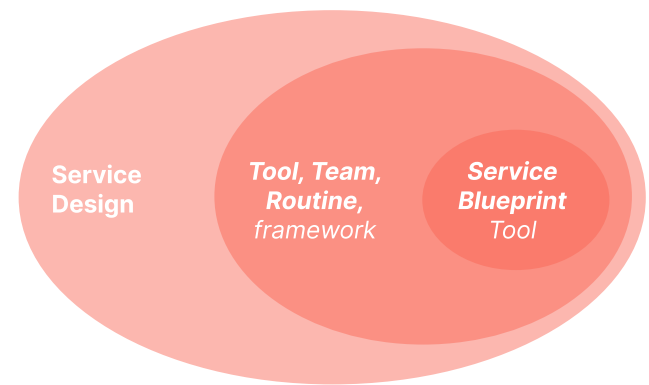 Service
Design
Tool, Team,
Routine,
framework
Service
Blueprint
Tool